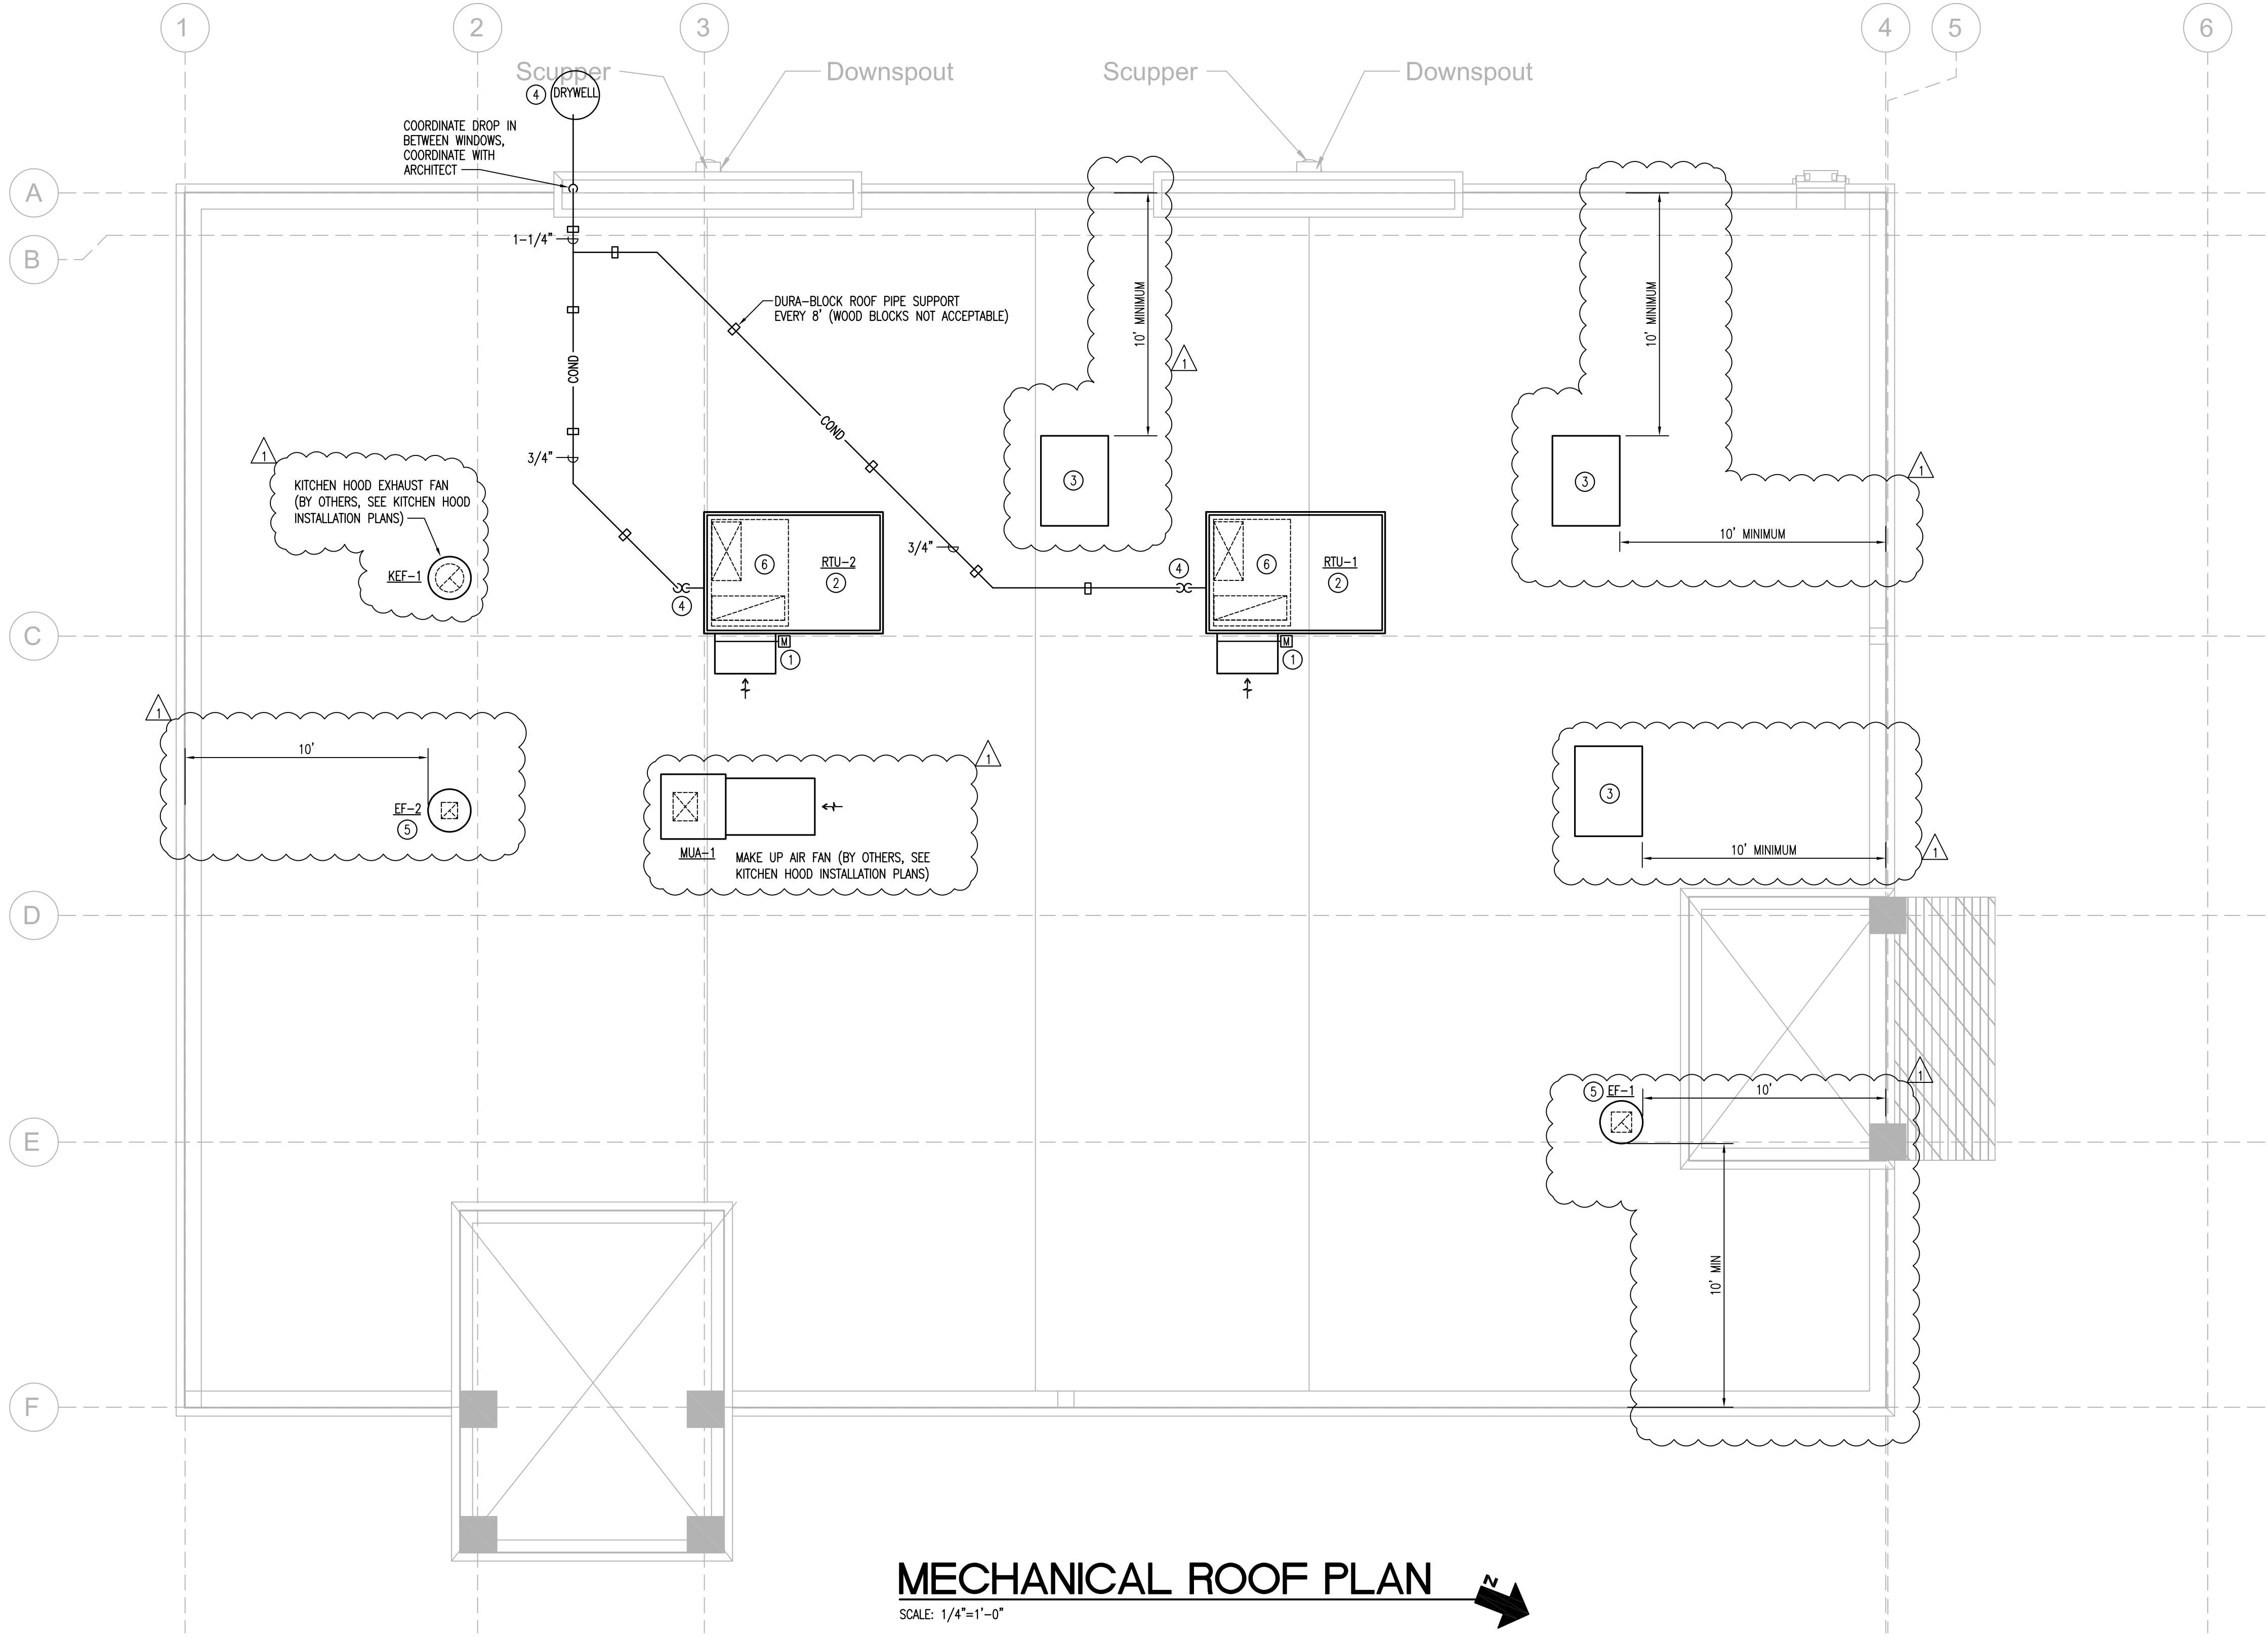 1
2
3
4
5
6
Scupper
Downspout
Scupper
Downspout
4
DRYWELL
COORDINATE DROP IN
BETWEEN WINDOWS,
COORDINATE WITH
ARCHITECT
A
B
1-1/4"
DURA-BLOCK ROOF PIPE SUPPORT
EVERY 8' (WOOD BLOCKS NOT ACCEPTABLE)
10' MINIMUM
10' MINIMUM
1
COND
COND
3/4"
1
KITCHEN HOOD EXHAUST FAN
(BY OTHERS, SEE KITCHEN HOOD
INSTALLATION PLANS)
KEF-1
3
3
1
10' MINIMUM
3/4"
6
RTU-2
2
4
4
6
RTU-1
2
C
M
1
M
1
1
10'
EF-2
5
1
MUA-1
MAKE UP AIR FAN (BY OTHERS, SEE
KITCHEN HOOD INSTALLATION PLANS)
3
10' MINIMUM
1
D
5
EF-1
10'
1
E
10' MIN
F
MECHANICAL ROOF PLAN
N
SCALE: 1/4"=1'-0"